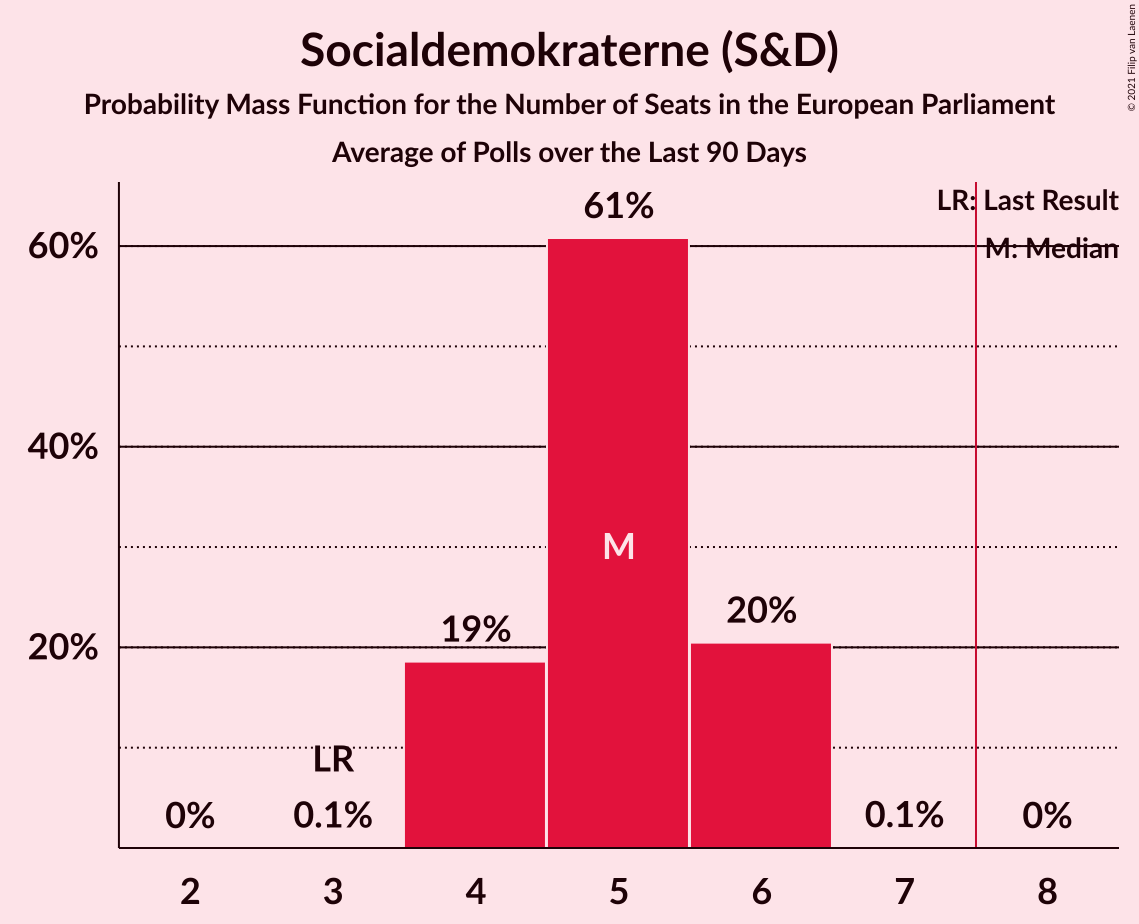 Socialdemokraterne (S&D)
Probability Mass Function for the Number of Seats in the European Parliament
Average of Polls over the Last 90 Days
© 2021 Filip van Laenen
LR: Last Result
M: Median
61%
60%
40%
M
20%
19%
20%
LR
0%
0.1%
0.1%
0%
2
3
4
5
6
7
8